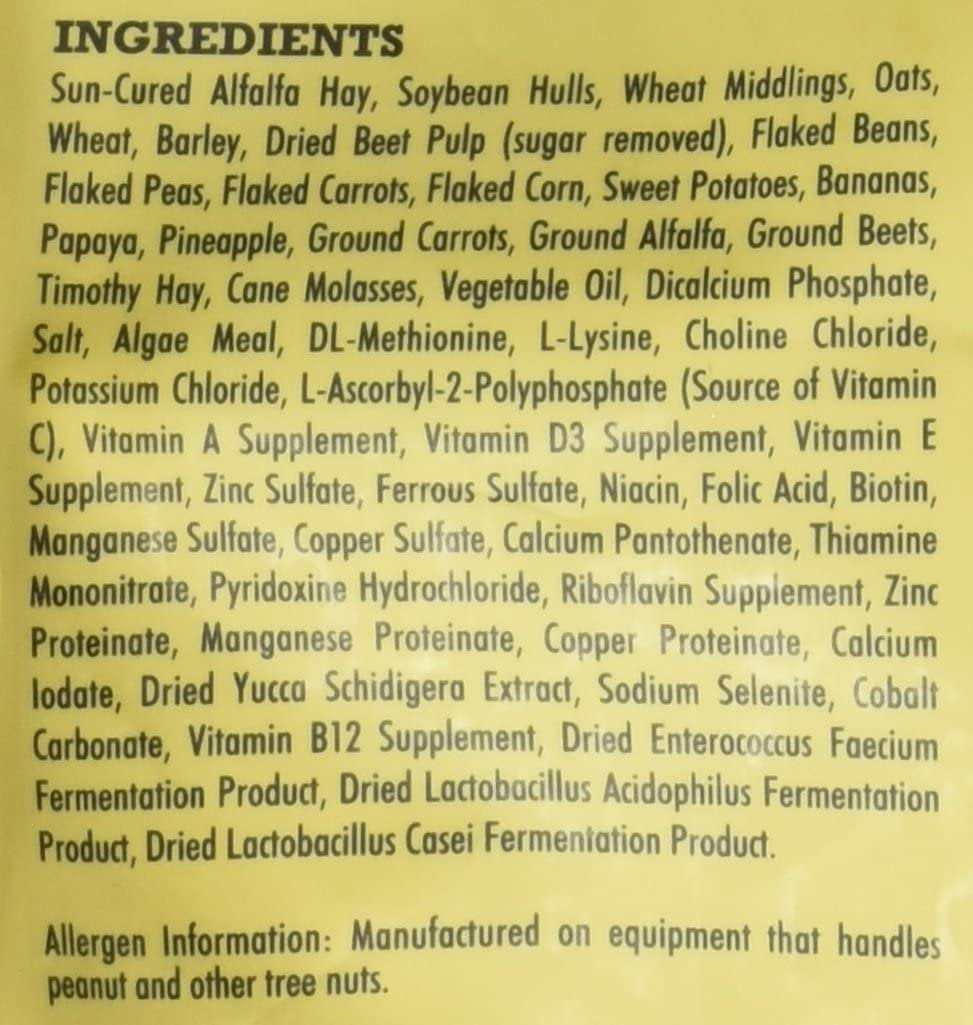 INGREDIENTS
Sun-Cured Alfalfa Hay, Soybean Hulls, Wheat Middlings, Oats,
Wheat, Barley, Dried Beet Pulp (sugar removed), Flaked Beans,
Flaked Peas, Flaked Carrots, Flaked Corn, Sweet Potatoes, Bananas,
Papaya, Pineapple, Ground Carrots, Ground Alfalfa, Ground Beets,
Timothy Hay, Cane Molasses, Vegetable Oil, Dicalcium Phosphate,
Salt, Algae Meal, DL-Methionine, L-Lysine, Choline Chloride,
Potassium Chloride, L-Ascorbyl-2-Polyphosphate (Source of Vitamin
C), Vitamin A Supplement, Vitamin D3 Supplement, Vitamin E
Supplement, Zinc Sulfate, Ferrous Sulfate, Niacin, Folic Acid, Biotin,
Manganese Sulfate, Copper Sulfate, Calcium Pantothenate, Thiamine
Mononitrate, Pyridoxine Hydrochloride, Riboflavin Supplement, Zinc
Proteinate, Manganese Proteinate, Copper Proteinate, Calcium
Iodate, Dried Yucca Schidigera Extract, Sodium Selenite, Cobalt
Carbonate, Vitamin B12 Supplement, Dried Enterococcus Faecium
Fermentation Product, Dried Lactobacillus Acidophilus Fermentation
Product, Dried Lactobacillus Casei Fermentation Product.
Allergen Information: Manufactured on equipment that handles
peanut and other tree nuts.